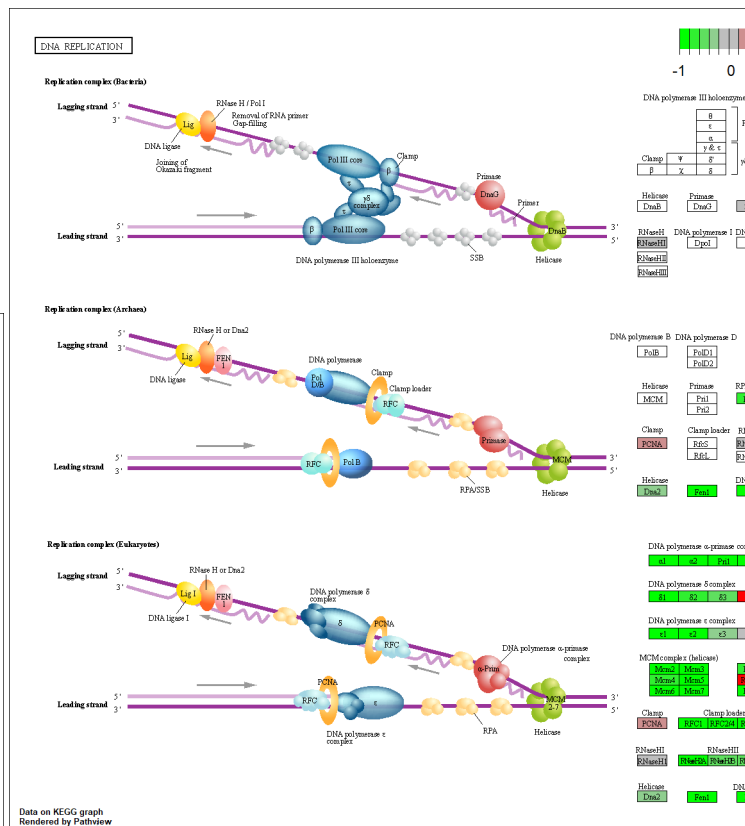 DNA REPLICATION
-1 0
Replication complex (Bacteria)
Lagging strand
5'
3'
Lig
RNase H / Pol I
Removal of RNA primer
Gap-filling
DNA ligase
Joining of
Okazaki fragment
Pol III core
Clamp
β
τ
γδ
complex
τ
Primase
DnaG
Primer
DnaB
Helicase
β
Pol III core
DNA polymerase III holoenzyme
SSB
Leading strand
5'
3'
3'
5'
DNA polymerase III holoenzyme
θ
ε
α
γ & τ
Clamp Ψ δ'
β χ δ
Helicase Primase
DnaB DnaG
RNaseH DNA polymerase I
RNaseHI DpoI
RNaseHII
RNaseHIII
Replication complex (Archaea)
Lagging strand
5'
3'
Lig
RNase H or Dna2
FEN
1
DNA ligase
DNA polymerase
Pol
D/B
Clamp
Clamp loader
RFC
Primase
MCM
Helicase
RFC
Pol B
RPA/SSB
Leading strand
5'
3'
3'
5'
DNA polymerase B DNA polymerase D
PolB PolD1
PolD2
Helicase Primase
MCM Pri1
Pri2
Clamp Clamp loader
PCNA RfcS
RfcL
Helicase
Dna2 Fen1
Replication complex (Eukaryotes)
Lagging strand
5'
3'
Lig I
RNase H or Dna2
FEN
1
DNA ligase I
DNA polymerase δ
complex
δ
PCNA
RFC
DNA polymerase α-primase
complex
α-Prim
MCM
2-7
Helicase
PCNA
RFC
ε
DNA polymerase ε
complex
RPA
Leading strand
5'
3'
3'
5'
DNA polymerase α-primase
α1 α2 Pri1
DNA polymerase δ complex
δ1 δ2 δ3
DNA polymerase ε complex
ε1 ε2 ε3
MCM complex (helicase)
Mcm2 Mcm3
Mcm4 Mcm5
Mcm6 Mcm7
Clamp Clamp loader
PCNA RFC1 RFC2/4
RNaseHI RNaseHII
RNaseH1 RNaseH2A RNaseH2B
Helicase
Dna2 Fen1
Data on KEGG graph
Rendered by Pathview